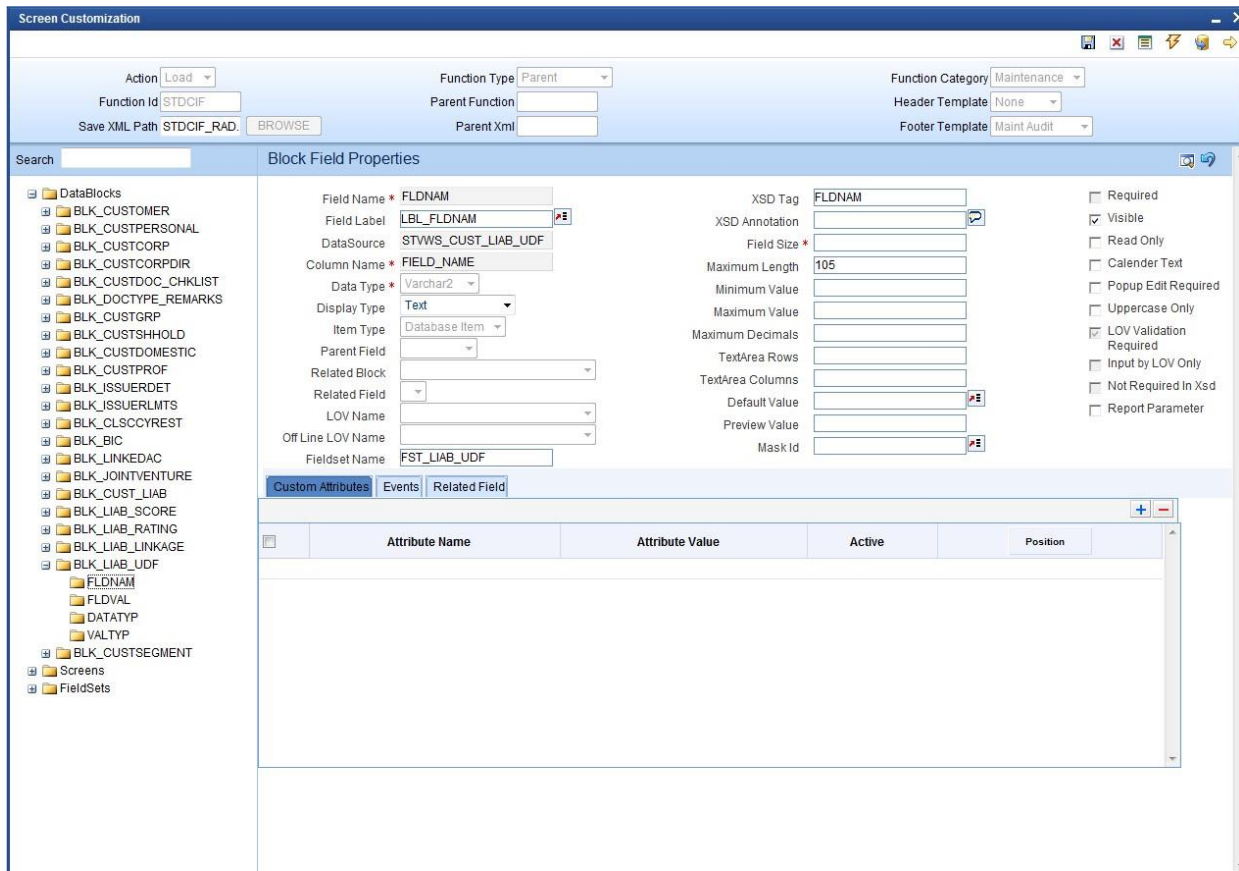 Screen Customization
Action Load
Function Type Parent
Function Category Maintenance
Function Id STDCIF
Parent Function
Header Template None
Save XML Path STDCIF_RAD. BROWSE
Parent Xml
Footer Template Maint Audit
Search
DataBlocks
BLK_CUSTOMER
BLK_CUSTPERSONAL
BLK_CUSTCORP
BLK_CUSTCORPDIR
BLK_CUSTDOC_CHKLIST
BLK_DOCTYPE_REMARKS
BLK_CUSTGRP
BLK_CUSTSHHOLD
BLK_CUSTDOMESTIC
BLK_CUSTPROF
BLK_ISSUERDET
BLK_ISSUERLMTS
BLK_CLSCCYREST
BLK_BIC
BLK_LINKEDAC
BLK_JOINTVENTURE
BLK_CUST_LIAB
BLK_LIAB_SCORE
BLK_LIAB_RATING
BLK_LIAB_LINKAGE
BLK_LIAB_UDF
FLDNAM
FLDVAL
DATATYP
VALTYP
BLK_CUSTSEGMENT
Screens
FieldSets
Block Field Properties
Field Name * FLDNAM
Field Label LBL_FLDNAM
DataSource STVWS_CUST_LIAB_UDF
Column Name * FIELD_NAME
Data Type * Varchar2
Display Type Text
Item Type Database Item
Parent Field
Related Block
Related Field
LOV Name
Off Line LOV Name
Fieldset Name FST_LIAB_UDF
XSD Tag FLDNAM
XSD Annotation
Field Size *
Maximum Length 105
Minimum Value
Maximum Value
Maximum Decimals
TextArea Rows
TextArea Columns
Default Value
Preview Value
Mask Id
Required
Visible
Read Only
Calender Text
Popup Edit Required
Uppercase Only
LOV Validation
Required
Input by LOV Only
Not Required In Xsd
Report Parameter
Custom Attributes Events Related Field
Attribute Name Attribute Value Active Position